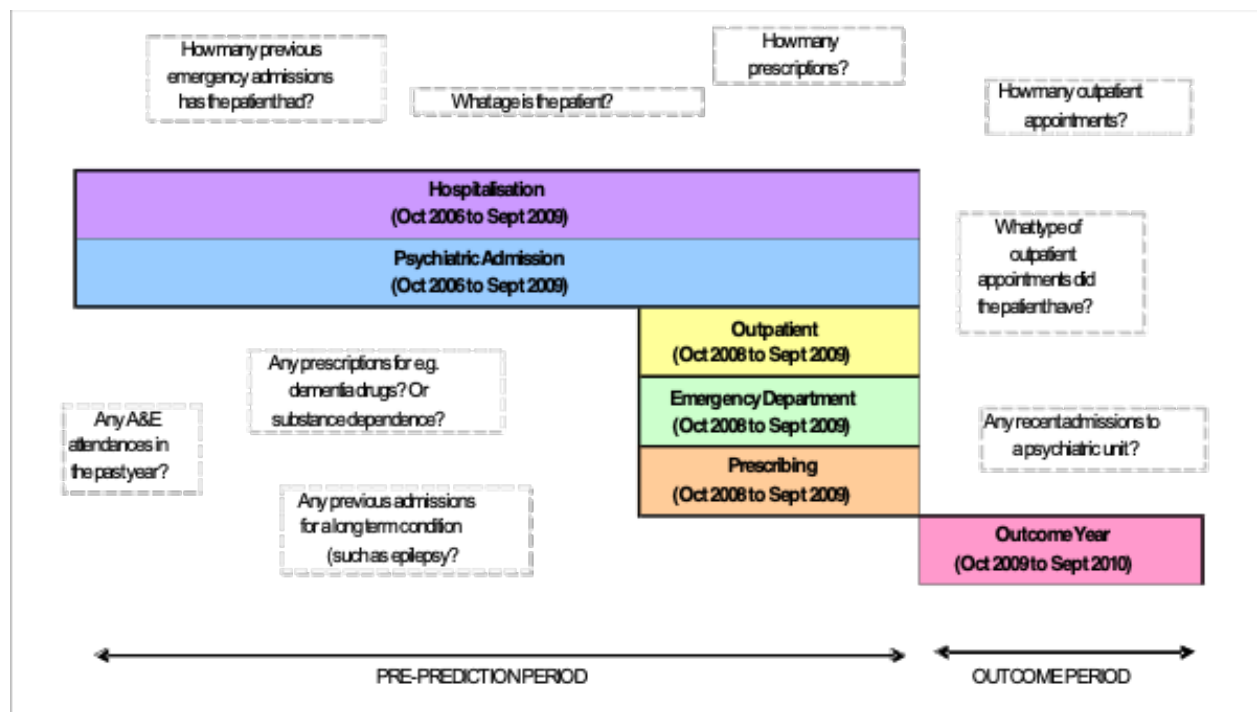 How many previous
emergency admissions
has the patient had?
What age is the patient?
How many
prescriptions?
How many outpatient
appointments?
Hospitalisation
(Oct 2006 to Sept 2009)
Psychiatric Admission
(Oct 2006 to Sept 2009)
What type of
outpatient
appointments did
the patient have?
Outpatient
(Oct 2008 to Sept 2009)
Any prescriptions for e.g.
dementia drugs? Or
substance dependence?
Emergency Department
(Oct 2008 to Sept 2009)
Any A&E
attendances in
the past year?
Any recent admissions to
a psychiatric unit?
Prescribing
(Oct 2008 to Sept 2009)
Any previous admissions
for a long term condition
(such as epilepsy?
Outcome Year
(Oct 2009 to Sept 2010)
PRE-PREDICTION PERIOD
OUTCOME PERIOD